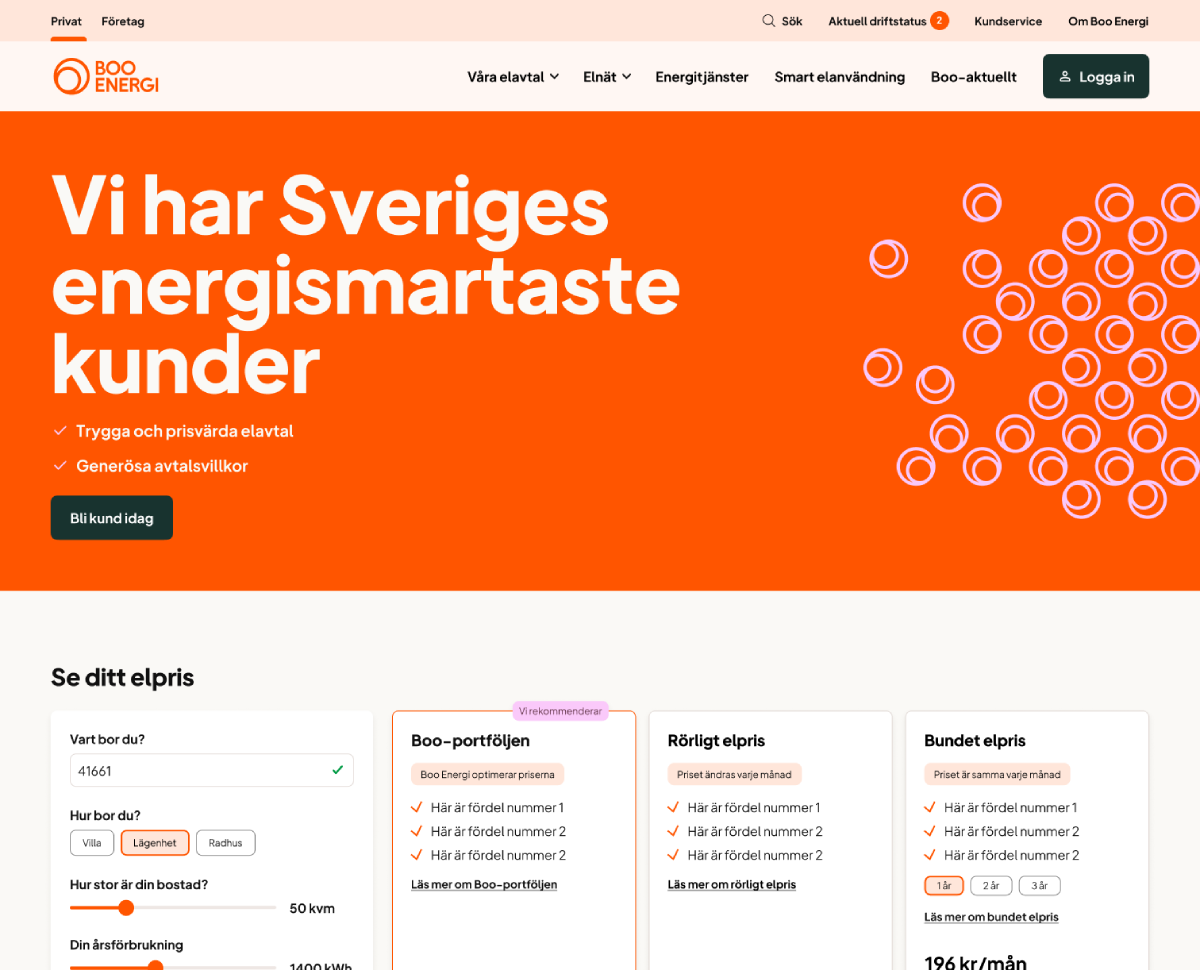 Privat Företag Sök Aktuell driftstatus 2 Kundservice Om Boo Energi
BOO
ENERGI
Våra elavtal Elnät Energitjänster Smart elanvändning Boo-aktuellt Logga in
Vi har Sveriges
energismartaste
kunder
Trygga och prisvärda elavtal
Generösa avtalsvillkor
Bli kund idag
Se ditt elpris
Vart bor du?
41661
Hur bor du?
Villa Lägenhet Radhus
Hur stor är din bostad?
50 kvm
Din årsförbrukning
1400 kWh
Vi rekommenderar
Boo-portföljen
Boo Energi optimerar priserna
Här är fördel nummer 1
Här är fördel nummer 2
Här är fördel nummer 2
Läs mer om Boo-portföljen
Rörligt elpris
Priset ändras varje månad
Här är fördel nummer 1
Här är fördel nummer 2
Här är fördel nummer 2
Läs mer om rörligt elpris
Bundet elpris
Priset är samma varje månad
Här är fördel nummer 1
Här är fördel nummer 2
Här är fördel nummer 2
1 år 2 år 3 år
Läs mer om bundet elpris
196 kr/mån